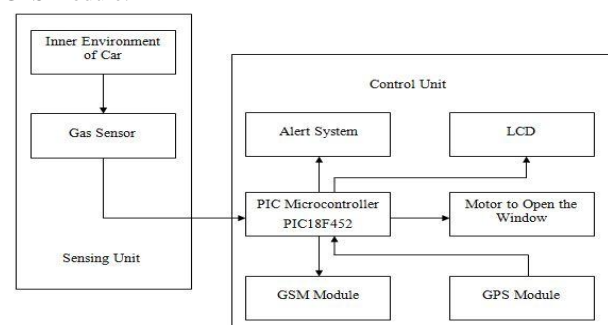 Inner Environment
of Car
Gas Sensor
Sensing Unit
Control Unit
Alert System
LCD
PIC Microcontroller
PIC18F452
Motor to Open the
Window
GSM Module
GPS Module